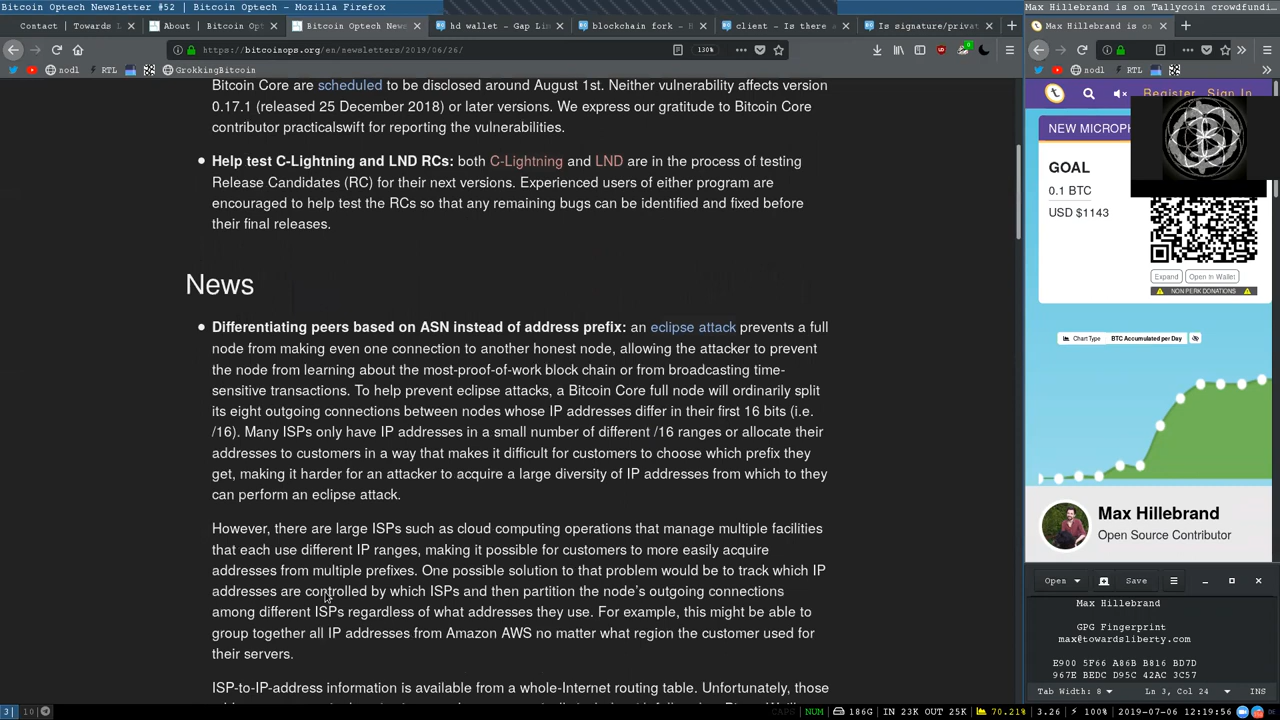 Bitcoin Optech Newsletter #52 | Bitcoin Optech - Mozilla Firefox
Max Hillebrand is on Tallycoin crowdfundi
Contact | Towards L
About | Bitcoin Optec
Bitcoin Optech New
hd wallet - Gap Lin
blockchain fork - B
client - Is there a
Is signature/privat
Max Hillebrand is on
https://bitcoinops.org/en/newsletters/2019/06/26/
130%
nodl
RTL
GrokkingBitcoin
nodl
RTL
Bitcoin Core are scheduled to be disclosed around August 1st. Neither vulnerability affects version
0.17.1 (released 25 December 2018) or later versions. We express our gratitude to Bitcoin Core
contributor practicalswift for reporting the vulnerabilities.
Help test C-Lightning and LND RCs: both C-Lightning and LND are in the process of testing
Release Candidates (RC) for their next versions. Experienced users of either program are
encouraged to help test the RCs so that any remaining bugs can be identified and fixed before
their final releases.
News
Differentiating peers based on ASN instead of address prefix: an eclipse attack prevents a full
node from making even one connection to another honest node, allowing the attacker to prevent
the node from learning about the most-proof-of-work block chain or from broadcasting time-
sensitive transactions. To help prevent eclipse attacks, a Bitcoin Core full node will ordinarily split
its eight outgoing connections between nodes whose IP addresses differ in their first 16 bits (i.e.
/16). Many ISPs only have IP addresses in a small number of different /16 ranges or allocate their
addresses to customers in a way that makes it difficult for customers to choose which prefix they
get, making it harder for an attacker to acquire a large diversity of IP addresses from which to they
can perform an eclipse attack.
However, there are large ISPs such as cloud computing operations that manage multiple facilities
that each use different IP ranges, making it possible for customers to more easily acquire
addresses from multiple prefixes. One possible solution to that problem would be to track which IP
addresses are controlled by which ISPs and then partition the node's outgoing connections
among different ISPs regardless of what addresses they use. For example, this might be able to
group together all IP addresses from Amazon AWS no matter what region the customer used for
their servers.
ISP-to-IP-address information is available from a whole-Internet routing table. Unfortunately, those
Register Sign In
NEW MICROPH
GOAL
0.1 BTC
USD $1143
Expand
Open in Wallet
NON PERK DONATIONS
Chart Type
BTC Accumulated per Day
Max Hillebrand
Open Source Contributor
Open
Save
Max Hillebrand
GPG Fingerprint
max@towardsliberty.com
E900 5F66 A86B B816 BD7D
967E BEDC D95C 42AC 3C57
Tab Width: 8
Ln 3, Col 24
INS
3
10
CAPS
NUM
186G
IN 23K OUT 25K
70.21%
3.26
100%
2019-07-06 12:19:56